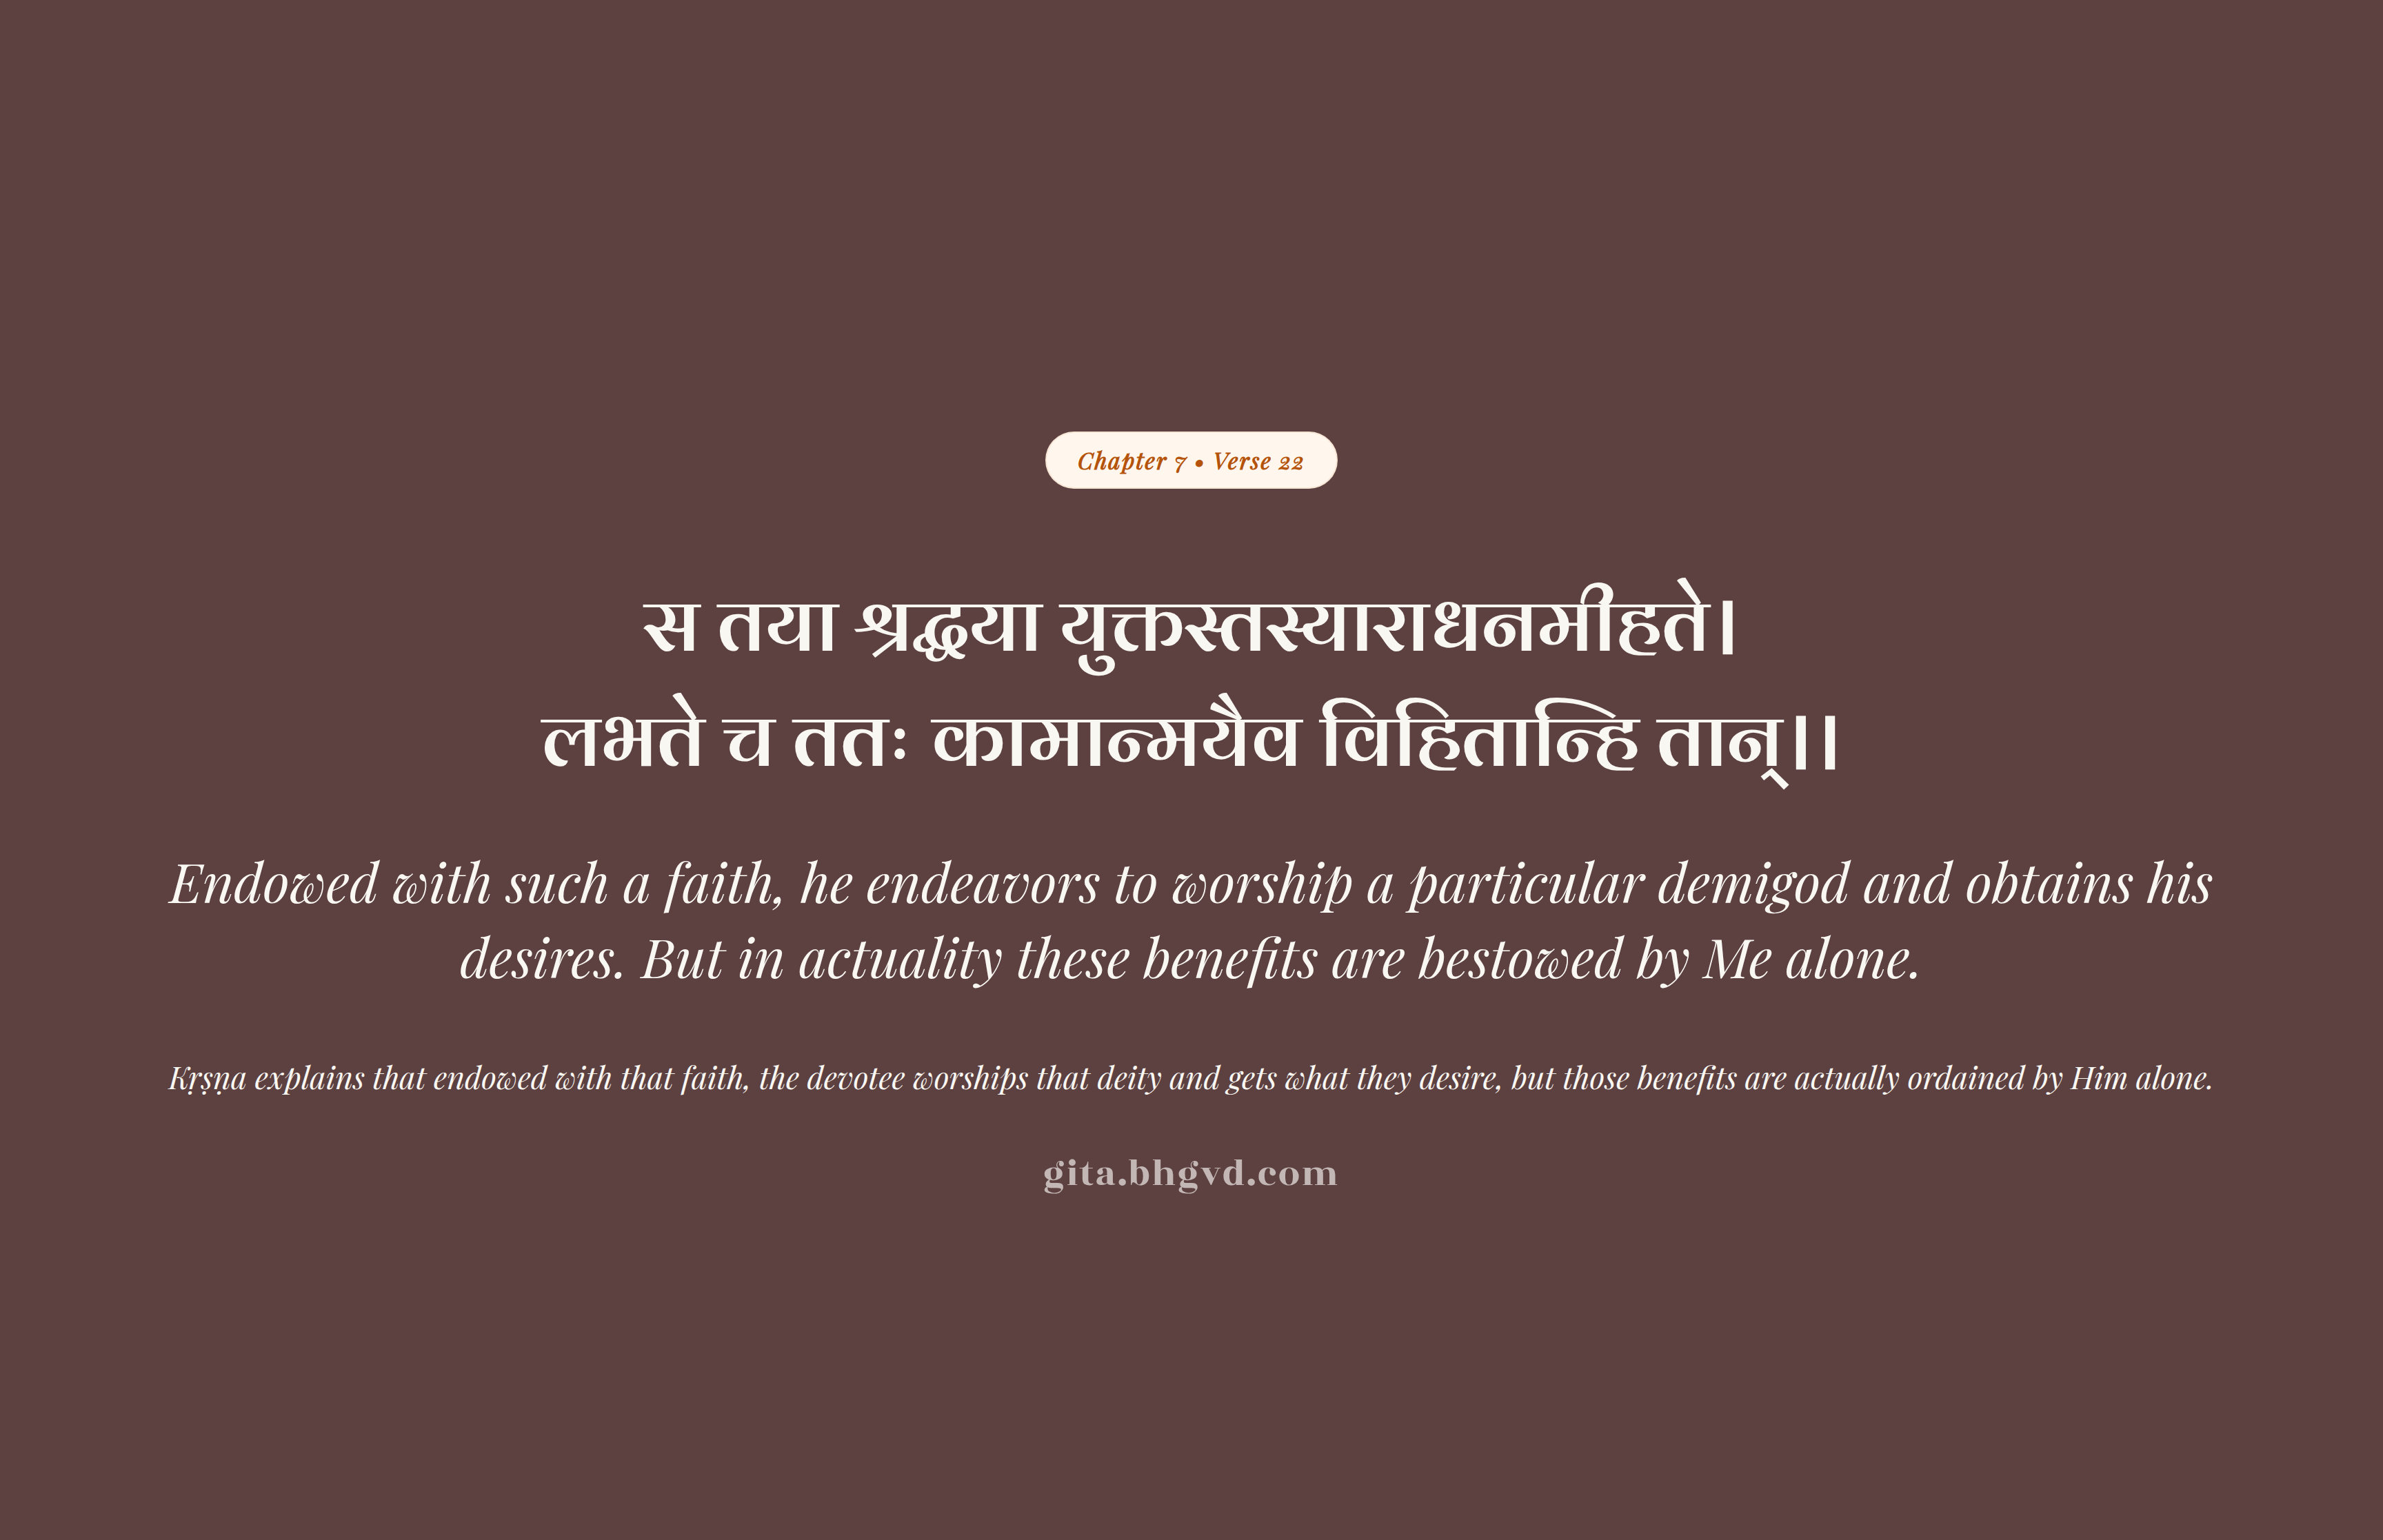 Chapter 7 • Verse 22
स तया श्रद्धया युक्तस्तस्याराधनमीहते।
लभते च ततः कामान्मयैव विहितान्हि तान्।।
Endowed with such a faith, he endeavors to worship a particular demigod and obtains his
desires. But in actuality these benefits are bestowed by Me alone.
Kṛṣṇa explains that endowed with that faith, the devotee worships that deity and gets what they desire, but those benefits are actually ordained by Him alone.
gita.bhgvd.com